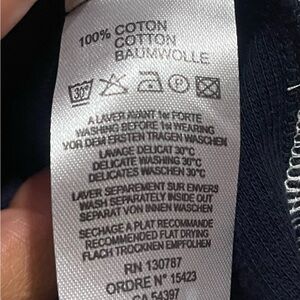 100% COTON
COTTON
BAUMWOLLE
30°
A LAVER AVANT 1er PORTE
WASHING BEFORE 1st WEARING
VOR DEM ERSTEN TRAGEN WASCHEN
LAVAGE DELICAT 30°C
DELICATE WASHING 30°C
DELICATES WASCHEN 30°C
LAVER SEPAREMENT SUR ENVERS
WASH SEPARATELY INSIDE OUT
SEPARAT VON INNEN WASCHEN
SECHAGE A PLAT RECOMMANDE
RECOMMENDED FLAT DRYING
FLACH TROCKNEN EMPFOHLEN
RN 130787
ORDRE N° 15423
CA 54397